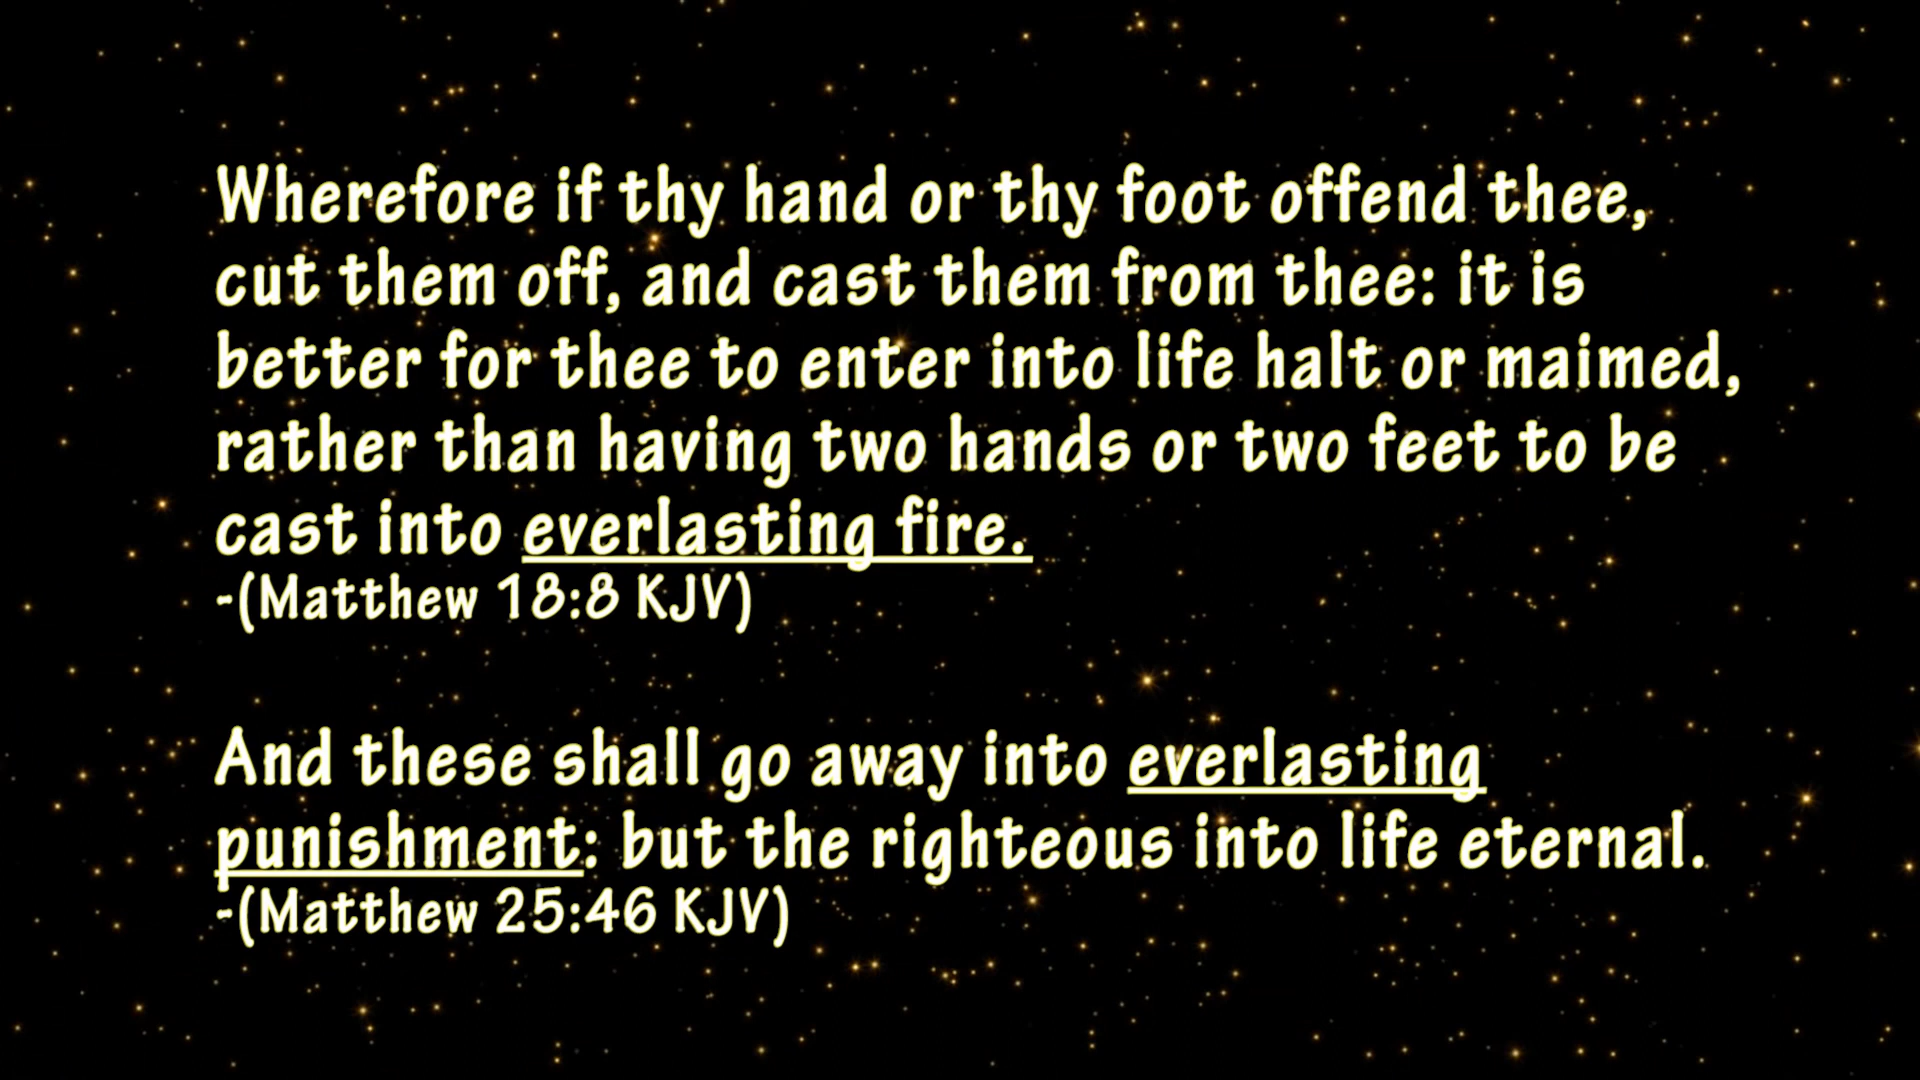 Wherefore if thy hand or thy foot offend thee,
cut them off, and cast them from thee: it is
better for thee to enter into life halt or maimed,
rather than having two hands or two feet to be
cast into everlasting fire.
-(Matthew 18:8 KJV)
And these shall go away into everlasting
punishment: but the righteous into life eternal.
-(Matthew 25:46 KJV)